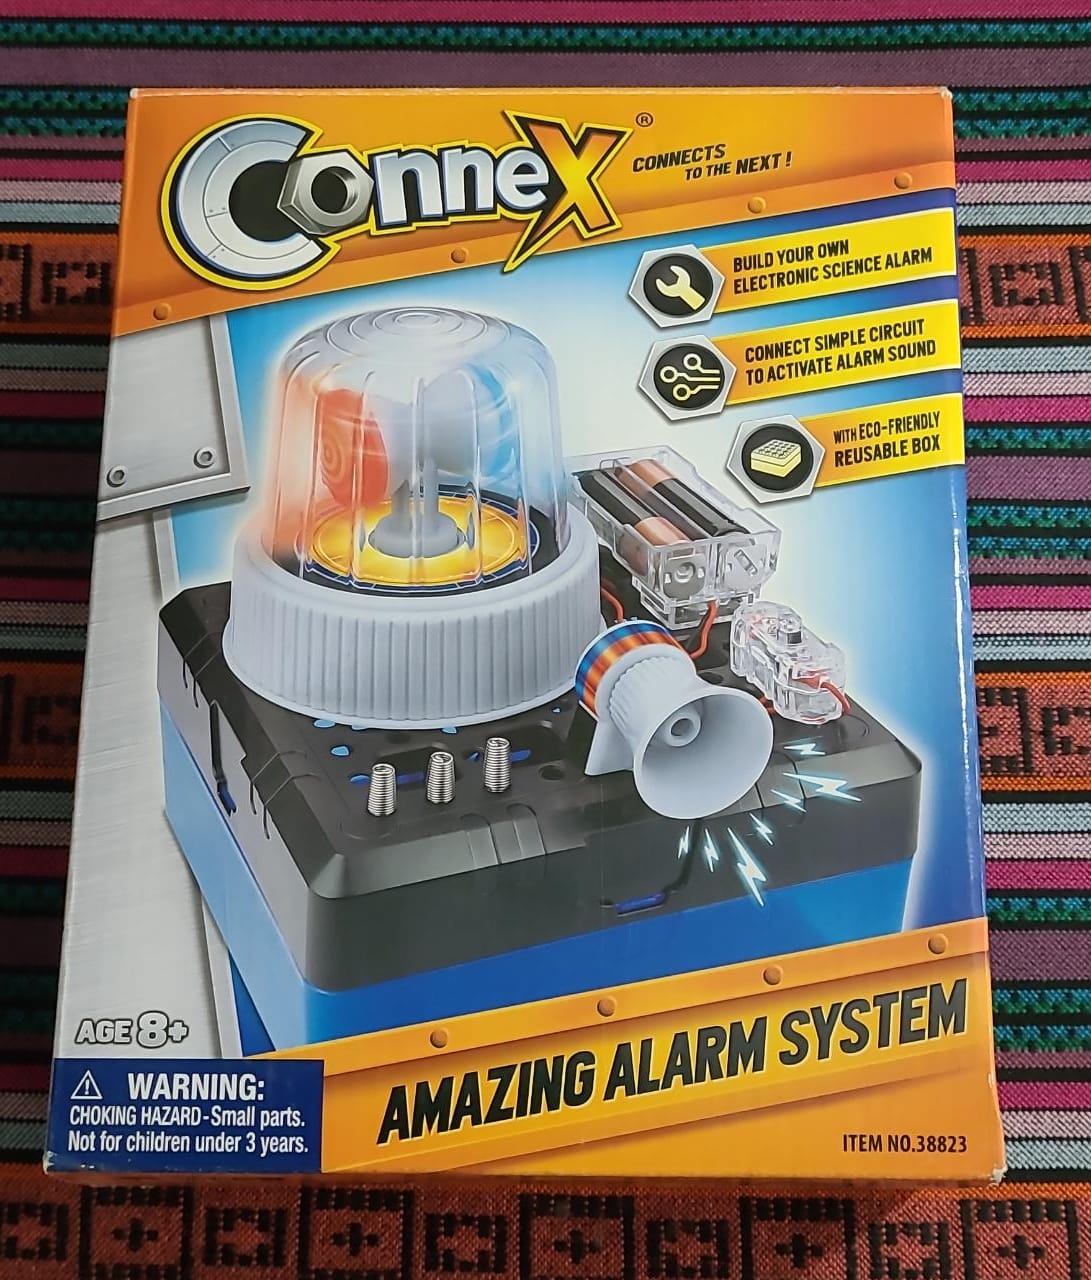 ConneX®
CONNECTS
TO THE NEXT!
BUILD YOUR OWN
ELECTRONIC SCIENCE ALARM
CONNECT SIMPLE CIRCUIT
TO ACTIVATE ALARM SOUND
WITH ECO-FRIENDLY
REUSABLE BOX
AGE 8+
⚠ WARNING:
CHOKING HAZARD-Small parts.
Not for children under 3 years.
AMAZING ALARM SYSTEM
ITEM NO.38823